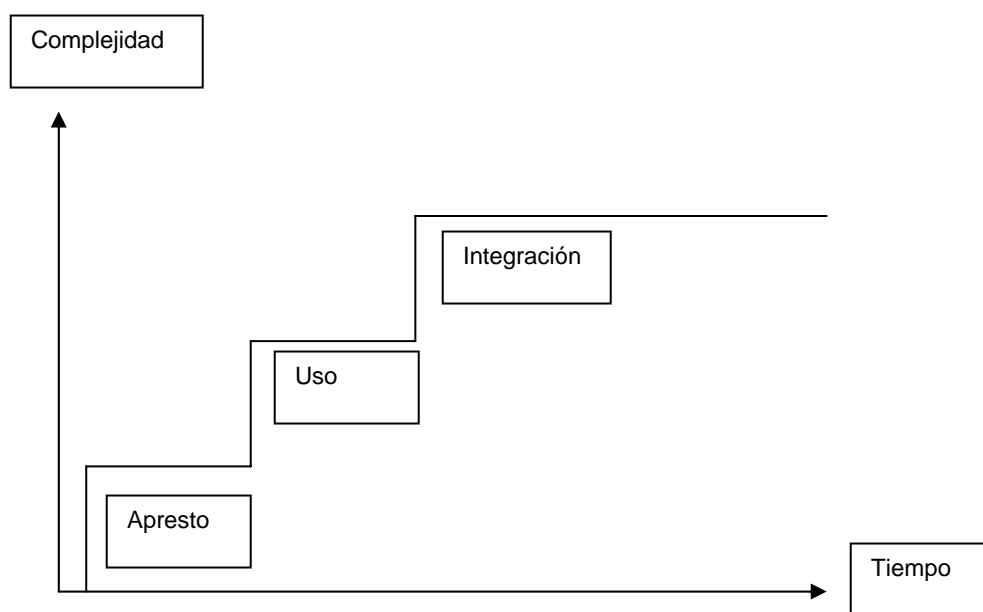 Complejidad
Integración
Uso
Apresto
Tiempo